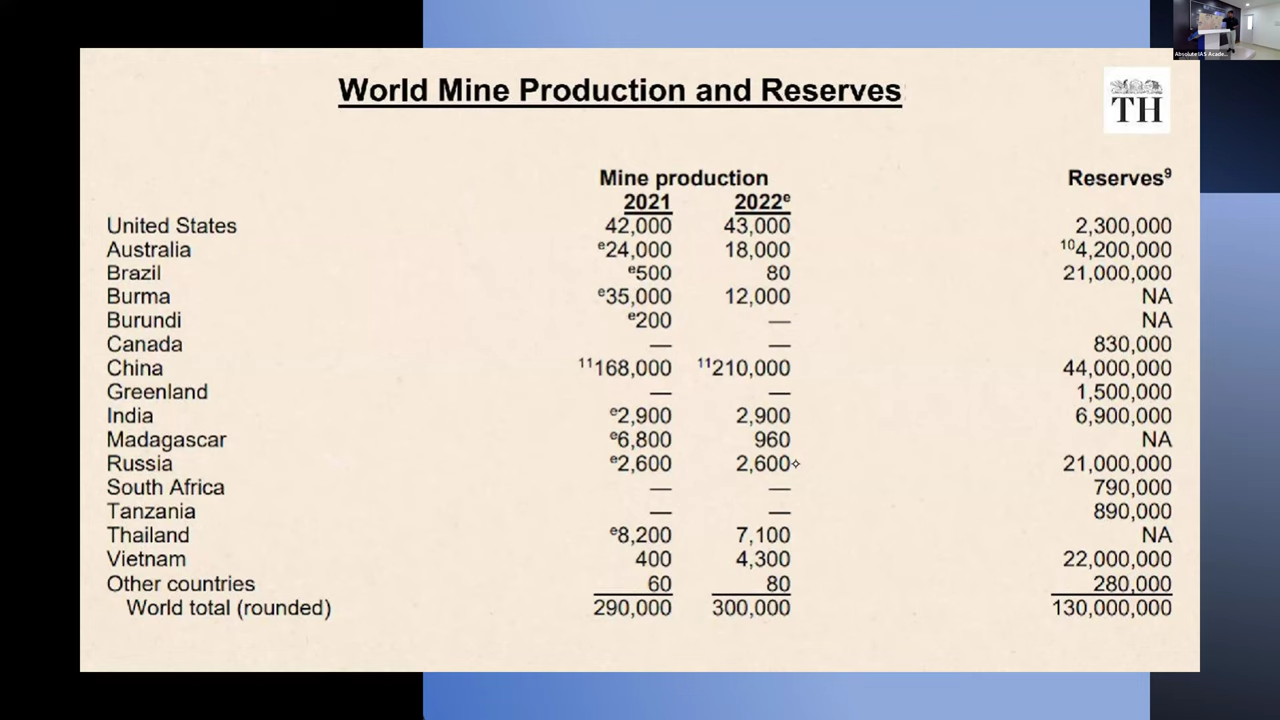 Absolute IAS Acade...
World Mine Production and Reserves
TH
Mine production Reserves⁹
2021 2022ᵉ
United States 42,000 43,000 2,300,000
Australia ᵉ24,000 18,000 ¹⁰4,200,000
Brazil ᵉ500 80 21,000,000
Burma ᵉ35,000 12,000 NA
Burundi ᵉ200 — NA
Canada — — 830,000
China ¹¹168,000 ¹¹210,000 44,000,000
Greenland — — 1,500,000
India ᵉ2,900 2,900 6,900,000
Madagascar ᵉ6,800 960 NA
Russia ᵉ2,600 2,600 21,000,000
South Africa — — 790,000
Tanzania — — 890,000
Thailand ᵉ8,200 7,100 NA
Vietnam 400 4,300 22,000,000
Other countries 60 80 280,000
World total (rounded) 290,000 300,000 130,000,000